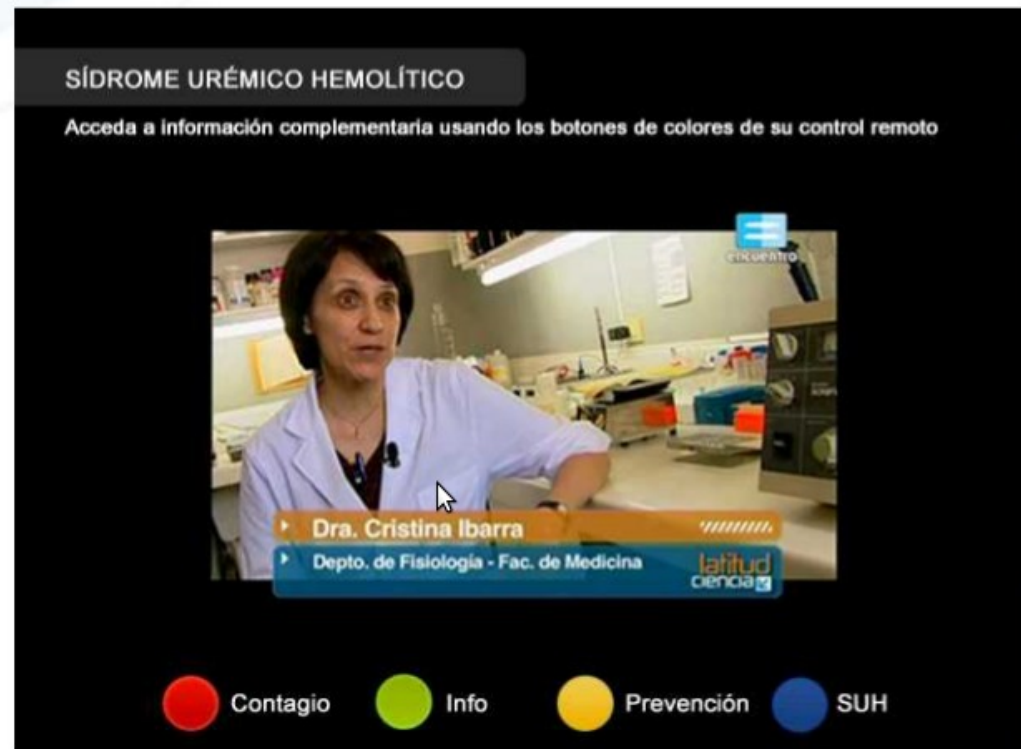 SÍDROME URÉMICO HEMOLÍTICO
Acceda a información complementaria usando los botones de colores de su control remoto
encuentro
Dra. Cristina Ibarra
Depto. de Fisiología - Fac. de Medicina
latitud
ciencia
Contagio
Info
Prevención
SUH